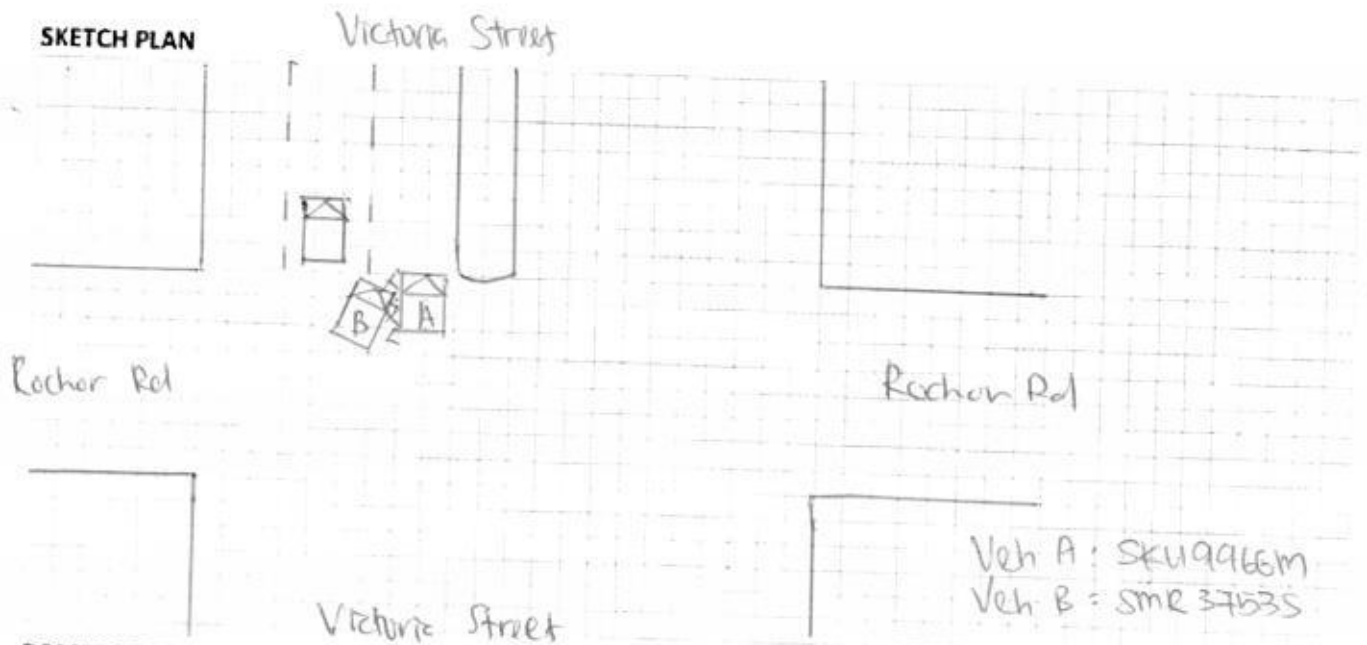 SKETCH PLAN
Victoria Street
B
A
Rochor Rd
Rochor Rd
Veh A : SKU9966M
Veh B : SMR 3753S
Victoria Street